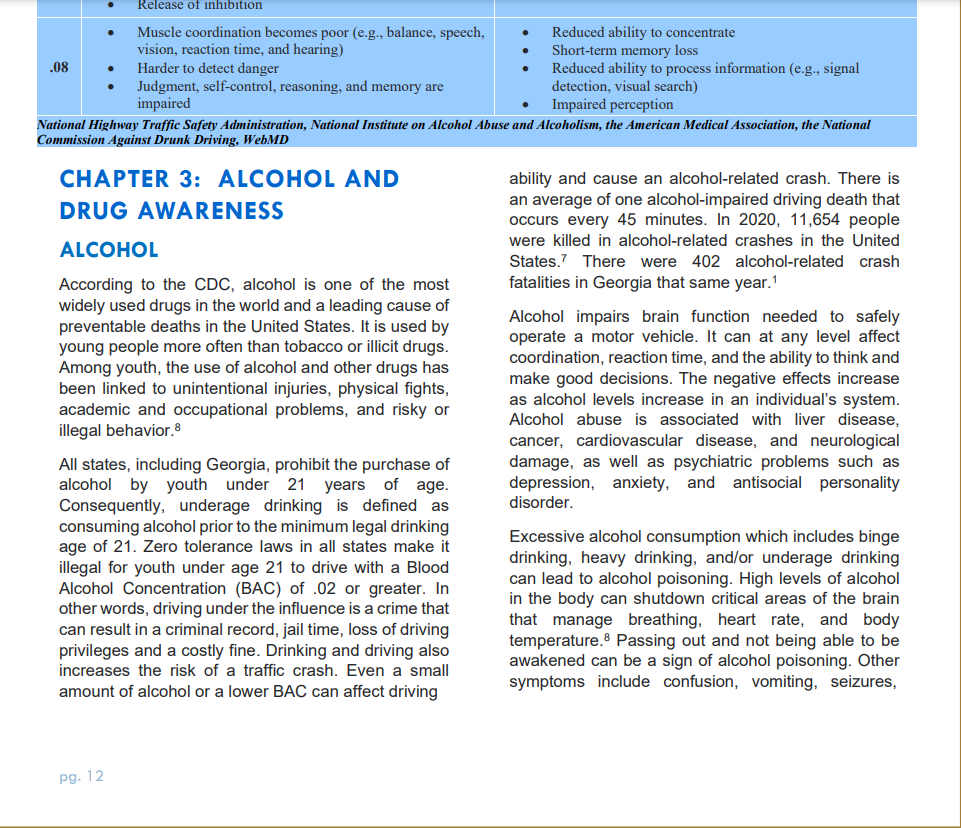 • Release of inhibition
.08
• Muscle coordination becomes poor (e.g., balance, speech,
vision, reaction time, and hearing)
• Harder to detect danger
• Judgment, self-control, reasoning, and memory are
impaired
• Reduced ability to concentrate
• Short-term memory loss
• Reduced ability to process information (e.g., signal
detection, visual search)
• Impaired perception
National Highway Traffic Safety Administration, National Institute on Alcohol Abuse and Alcoholism, the American Medical Association, the National
Commission Against Drunk Driving, WebMD
CHAPTER 3: ALCOHOL AND
DRUG AWARENESS
ALCOHOL
According to the CDC, alcohol is one of the most
widely used drugs in the world and a leading cause of
preventable deaths in the United States. It is used by
young people more often than tobacco or illicit drugs.
Among youth, the use of alcohol and other drugs has
been linked to unintentional injuries, physical fights,
academic and occupational problems, and risky or
illegal behavior.⁸
All states, including Georgia, prohibit the purchase of
alcohol by youth under 21 years of age.
Consequently, underage drinking is defined as
consuming alcohol prior to the minimum legal drinking
age of 21. Zero tolerance laws in all states make it
illegal for youth under age 21 to drive with a Blood
Alcohol Concentration (BAC) of .02 or greater. In
other words, driving under the influence is a crime that
can result in a criminal record, jail time, loss of driving
privileges and a costly fine. Drinking and driving also
increases the risk of a traffic crash. Even a small
amount of alcohol or a lower BAC can affect driving
ability and cause an alcohol-related crash. There is
an average of one alcohol-impaired driving death that
occurs every 45 minutes. In 2020, 11,654 people
were killed in alcohol-related crashes in the United
States.⁷ There were 402 alcohol-related crash
fatalities in Georgia that same year.¹
Alcohol impairs brain function needed to safely
operate a motor vehicle. It can at any level affect
coordination, reaction time, and the ability to think and
make good decisions. The negative effects increase
as alcohol levels increase in an individual's system.
Alcohol abuse is associated with liver disease,
cancer, cardiovascular disease, and neurological
damage, as well as psychiatric problems such as
depression, anxiety, and antisocial personality
disorder.
Excessive alcohol consumption which includes binge
drinking, heavy drinking, and/or underage drinking
can lead to alcohol poisoning. High levels of alcohol
in the body can shutdown critical areas of the brain
that manage breathing, heart rate, and body
temperature.⁸ Passing out and not being able to be
awakened can be a sign of alcohol poisoning. Other
symptoms include confusion, vomiting, seizures,
pg. 12